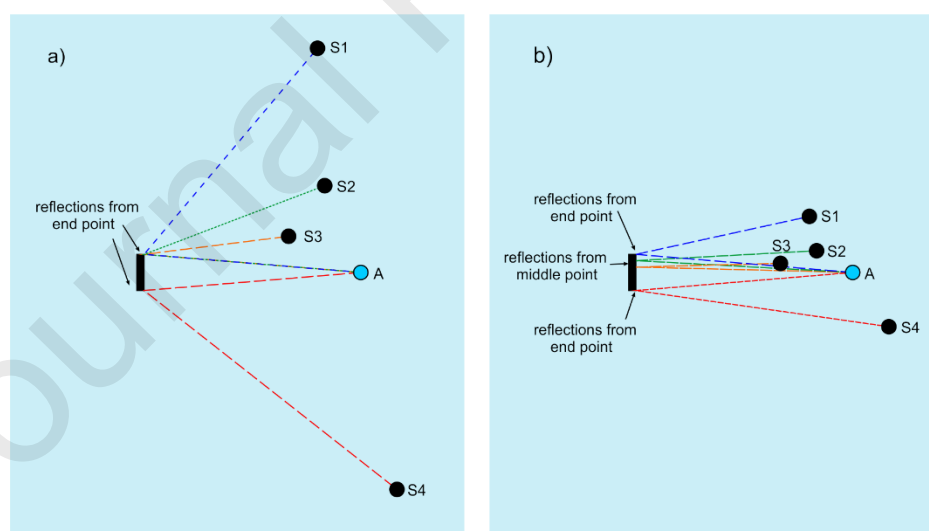 a)
S1
S2
reflections from
end point
S3
A
S4
b)
reflections from
end point
S1
S3
S2
reflections from
middle point
A
reflections from
end point
S4